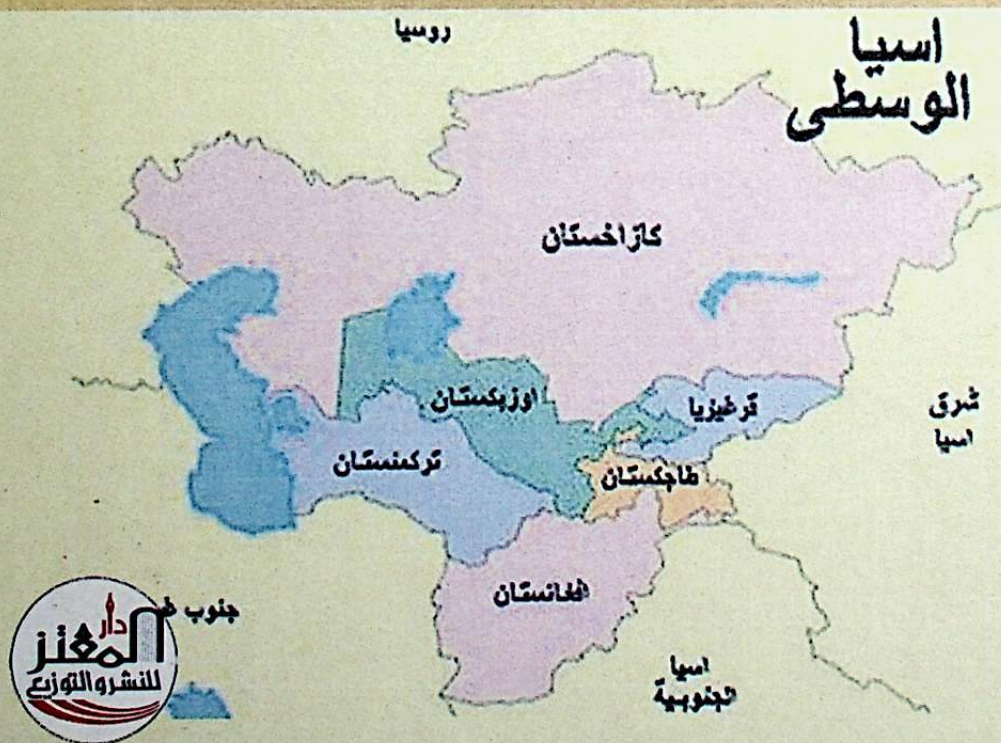 روسيا
اسيا
الوسطى
كازاخستان
اوزبكستان
قرغيزيا
شرق
اسيا
تركمنستان
طاجكستان
افغانستان
جنوب
دار
المعتز
للنشر والتوزيع
اسيا
الجنوبية